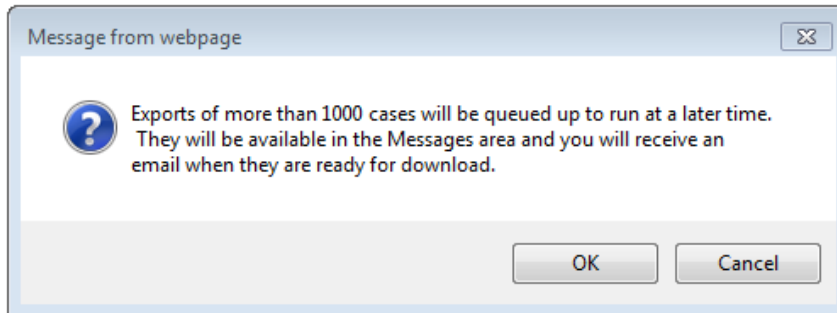 Message from webpage
Exports of more than 1000 cases will be queued up to run at a later time.
They will be available in the Messages area and you will receive an
email when they are ready for download.
OK
Cancel